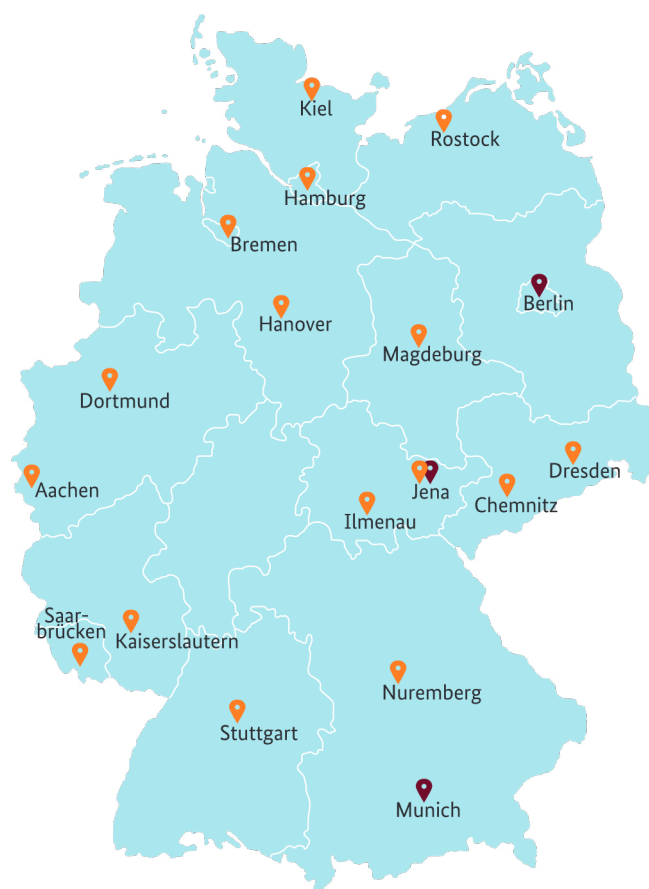 Kiel
Rostock
Hamburg
Bremen
Berlin
Hanover
Magdeburg
Dortmund
Dresden
Aachen
Jena
Chemnitz
Ilmenau
Saar-
brücken
Kaiserslautern
Nuremberg
Stuttgart
Munich